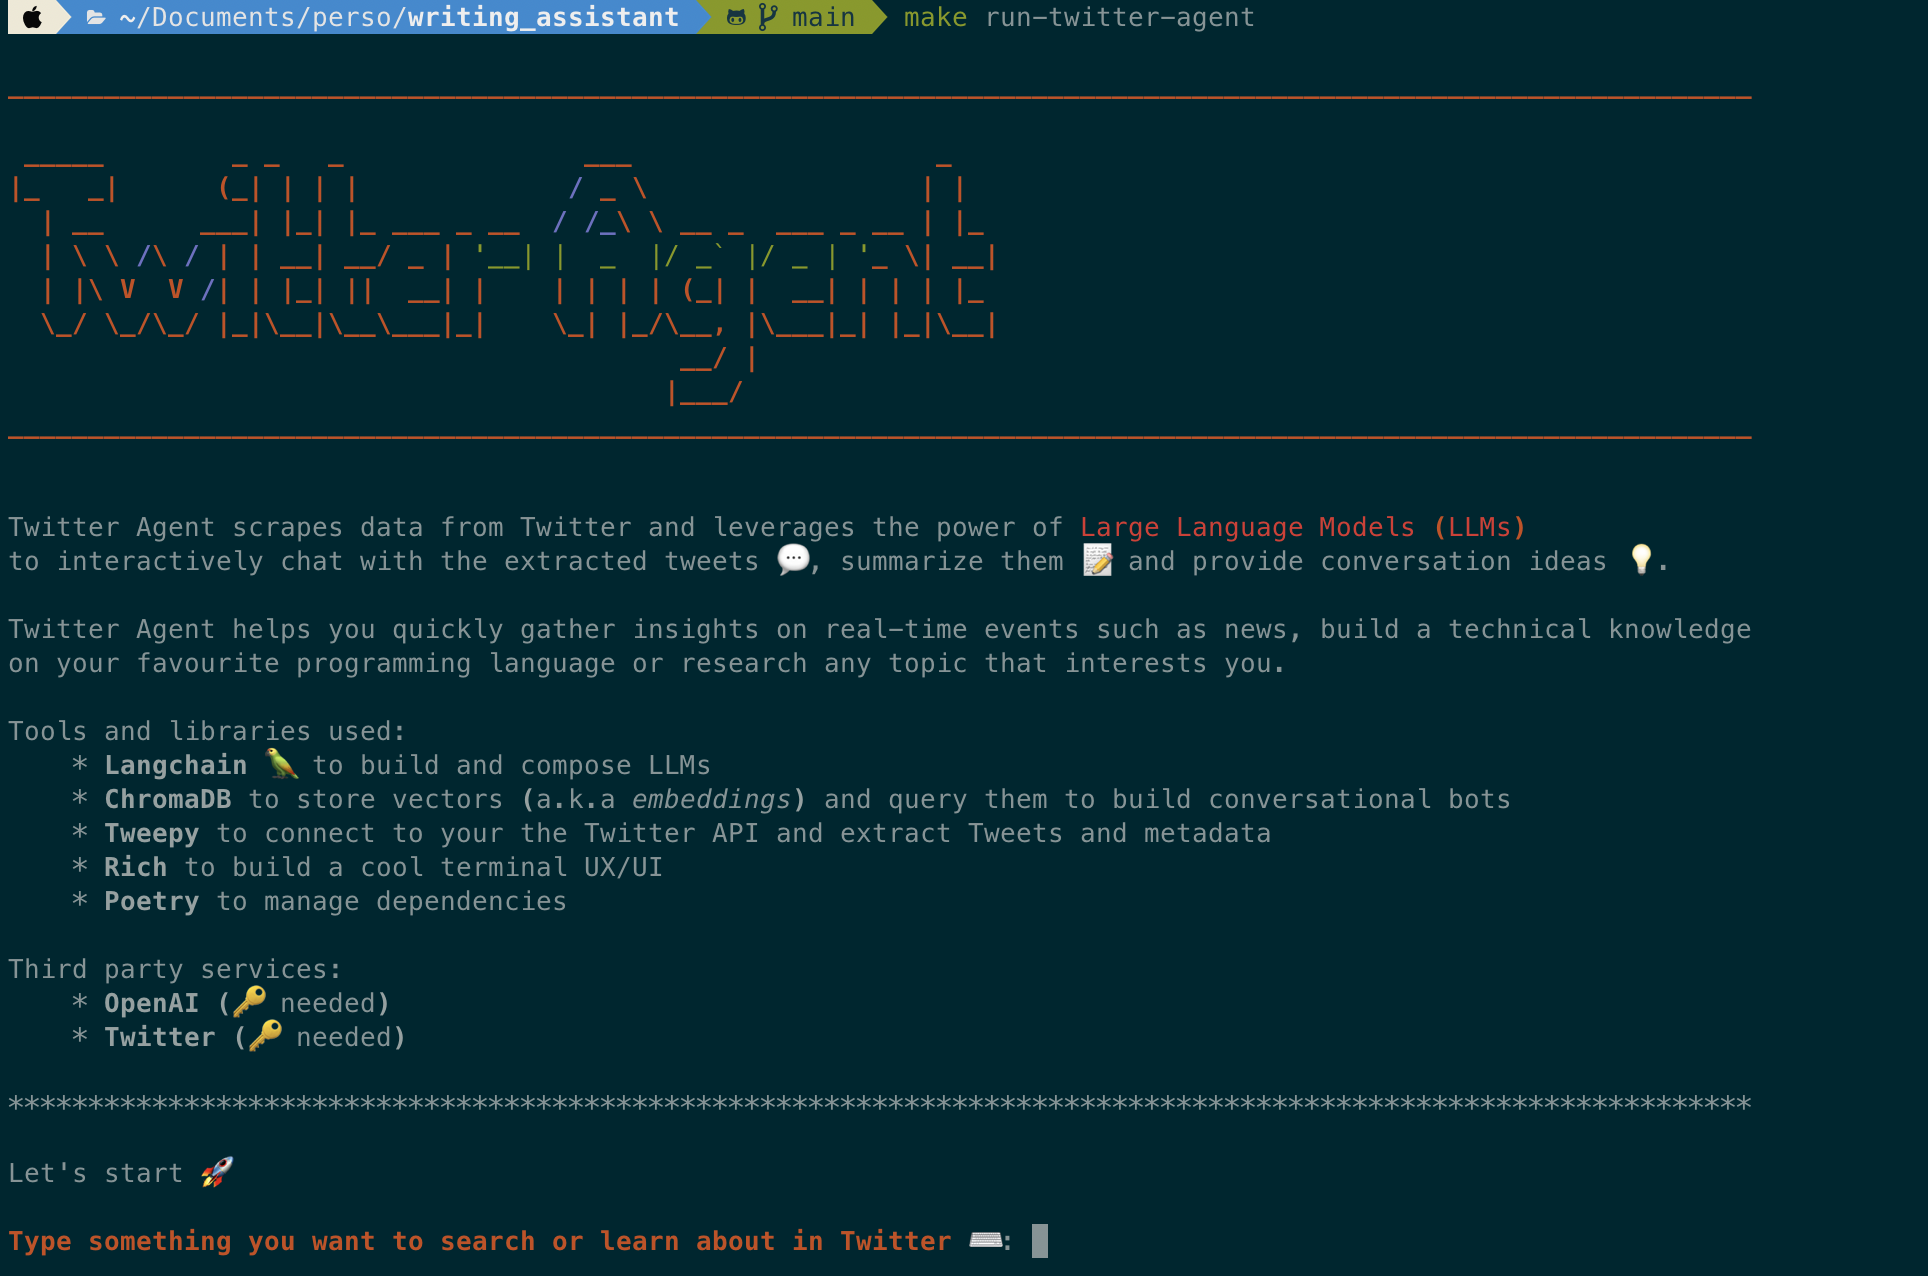 ~/Documents/perso/writing_assistant main make run-twitter-agent
Twitter Agent
Twitter Agent scrapes data from Twitter and leverages the power of Large Language Models (LLMs)
to interactively chat with the extracted tweets 💬, summarize them 📝 and provide conversation ideas 💡.
Twitter Agent helps you quickly gather insights on real-time events such as news, build a technical knowledge
on your favourite programming language or research any topic that interests you.
Tools and libraries used:
* Langchain 🦜 to build and compose LLMs
* ChromaDB to store vectors (a.k.a embeddings) and query them to build conversational bots
* Tweepy to connect to your the Twitter API and extract Tweets and metadata
* Rich to build a cool terminal UX/UI
* Poetry to manage dependencies
Third party services:
* OpenAI (🔑 needed)
* Twitter (🔑 needed)
*************************************************************************************************************
Let's start 🚀
Type something you want to search or learn about in Twitter ⌨️: